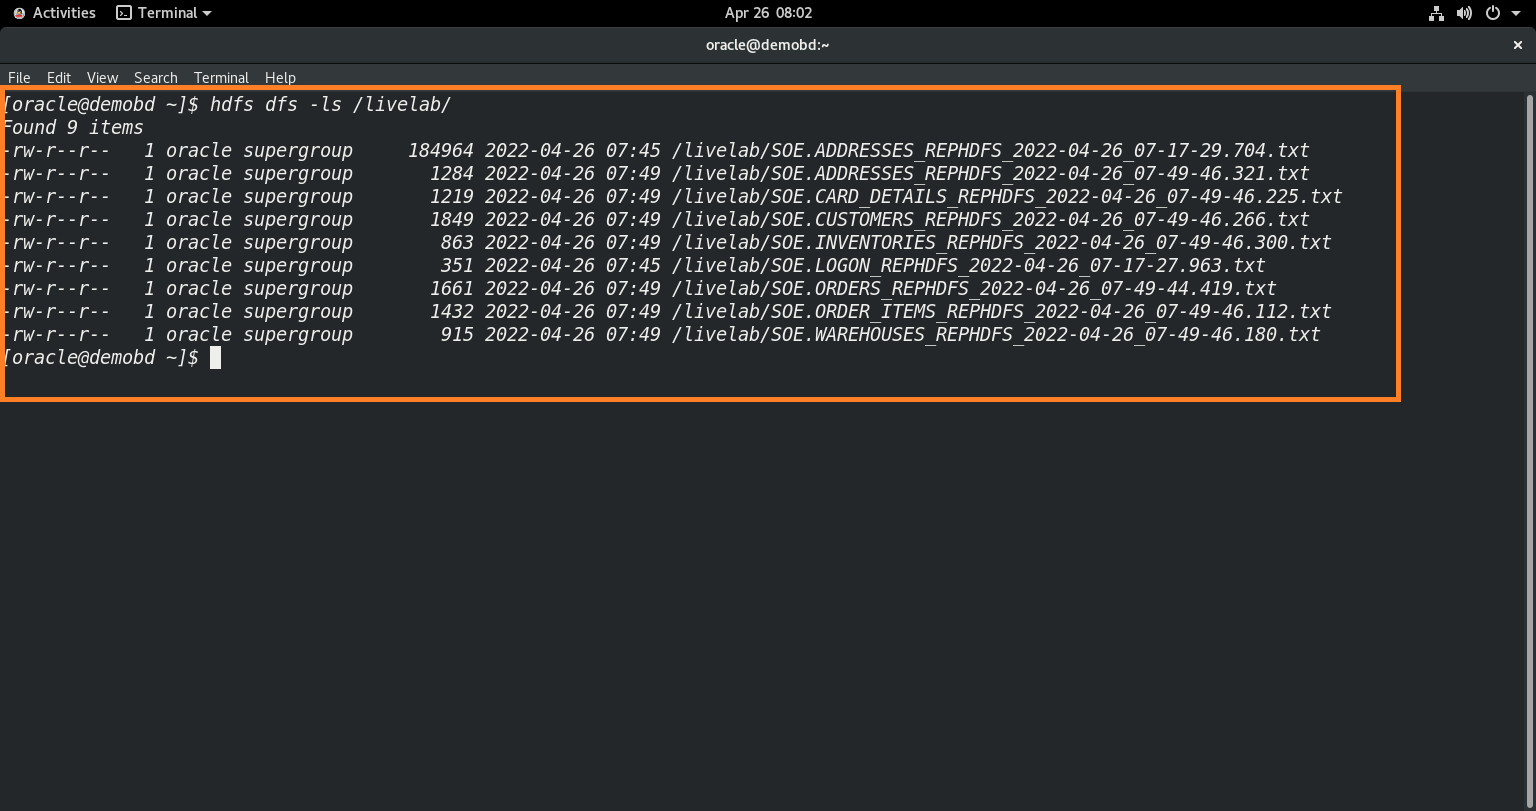 Activities Terminal Apr 26 08:02
oracle@demobd:~
File Edit View Search Terminal Help
[oracle@demobd ~]$ hdfs dfs -ls /livelab/
Found 9 items
-rw-r--r--   1 oracle supergroup     184964 2022-04-26 07:45 /livelab/SOE.ADDRESSES_REPHDFS_2022-04-26_07-17-29.704.txt
-rw-r--r--   1 oracle supergroup       1284 2022-04-26 07:49 /livelab/SOE.ADDRESSES_REPHDFS_2022-04-26_07-49-46.321.txt
-rw-r--r--   1 oracle supergroup       1219 2022-04-26 07:49 /livelab/SOE.CARD_DETAILS_REPHDFS_2022-04-26_07-49-46.225.txt
-rw-r--r--   1 oracle supergroup       1849 2022-04-26 07:49 /livelab/SOE.CUSTOMERS_REPHDFS_2022-04-26_07-49-46.266.txt
-rw-r--r--   1 oracle supergroup        863 2022-04-26 07:49 /livelab/SOE.INVENTORIES_REPHDFS_2022-04-26_07-49-46.300.txt
-rw-r--r--   1 oracle supergroup        351 2022-04-26 07:45 /livelab/SOE.LOGON_REPHDFS_2022-04-26_07-17-27.963.txt
-rw-r--r--   1 oracle supergroup       1661 2022-04-26 07:49 /livelab/SOE.ORDERS_REPHDFS_2022-04-26_07-49-44.419.txt
-rw-r--r--   1 oracle supergroup       1432 2022-04-26 07:49 /livelab/SOE.ORDER_ITEMS_REPHDFS_2022-04-26_07-49-46.112.txt
-rw-r--r--   1 oracle supergroup        915 2022-04-26 07:49 /livelab/SOE.WAREHOUSES_REPHDFS_2022-04-26_07-49-46.180.txt
[oracle@demobd ~]$